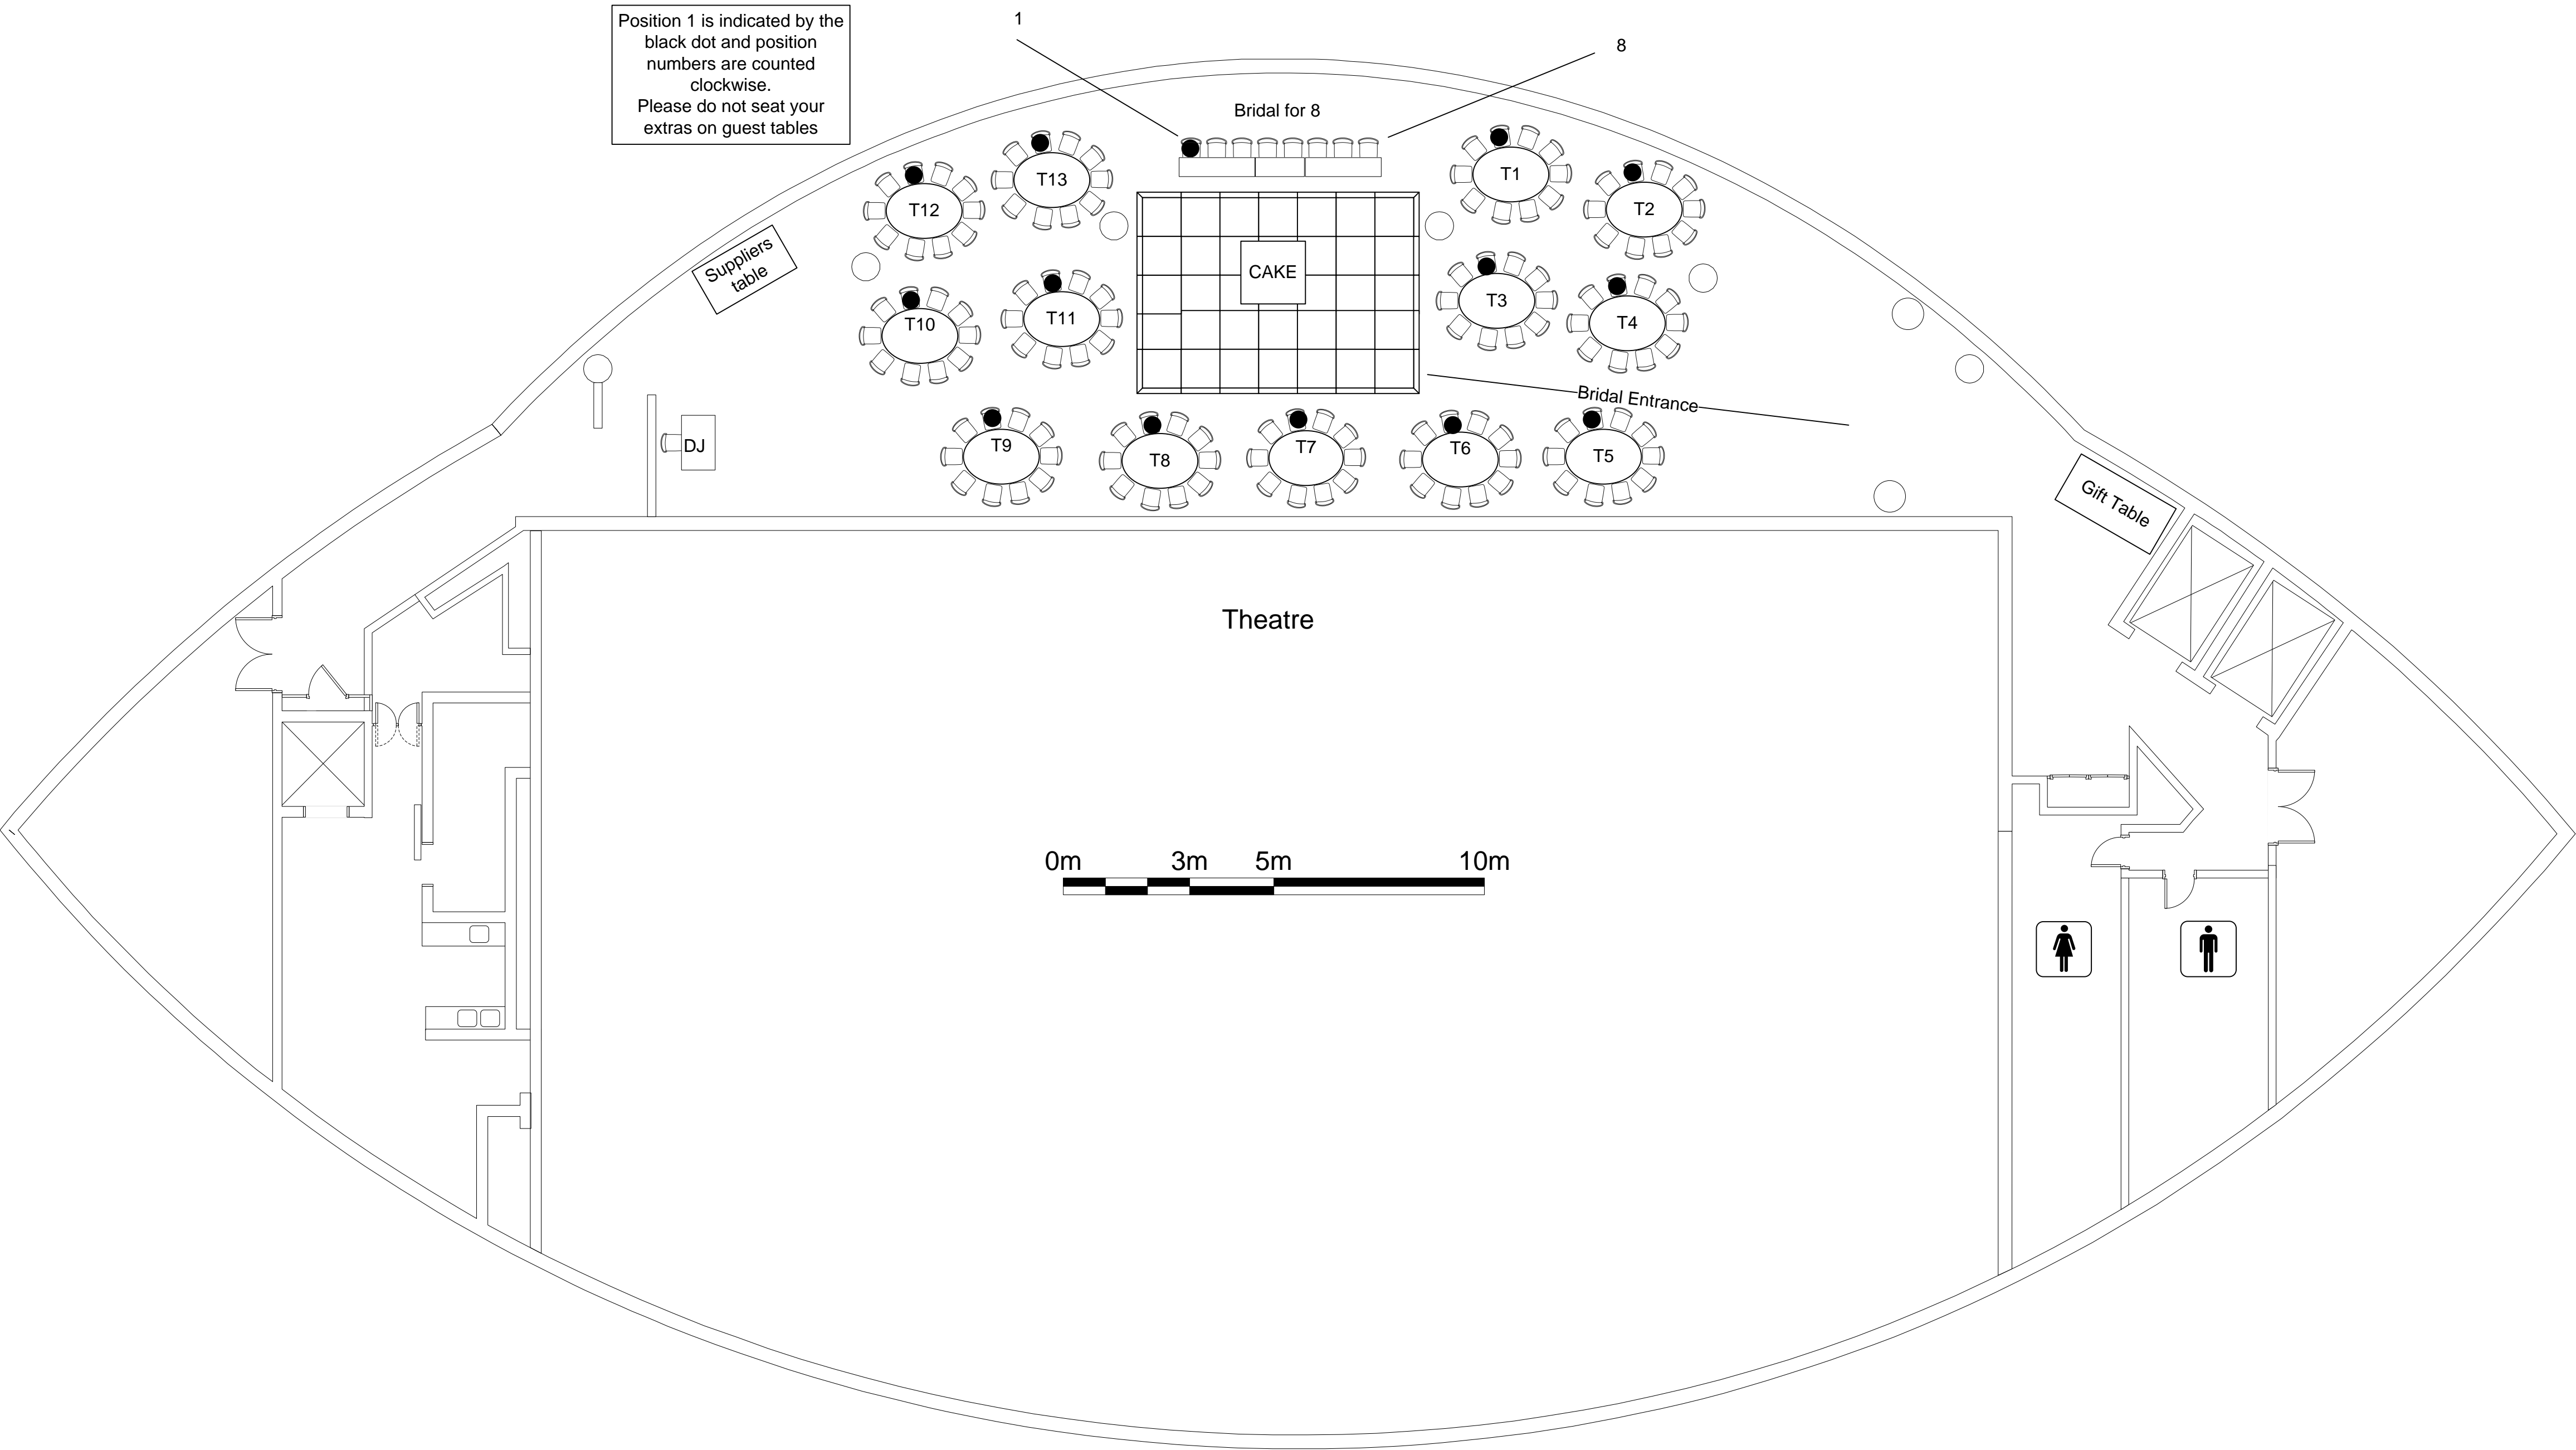 Position 1 is indicated by the
black dot and position
numbers are counted
clockwise.
Please do not seat your
extras on guest tables
1
8
Bridal for 8
T13
T12
T1
T2
Suppliers
table
CAKE
T10
T11
T3
T4
Bridal Entrance
DJ
T9
T8
T7
T6
T5
Gift Table
Theatre
0m 3m 5m 10m